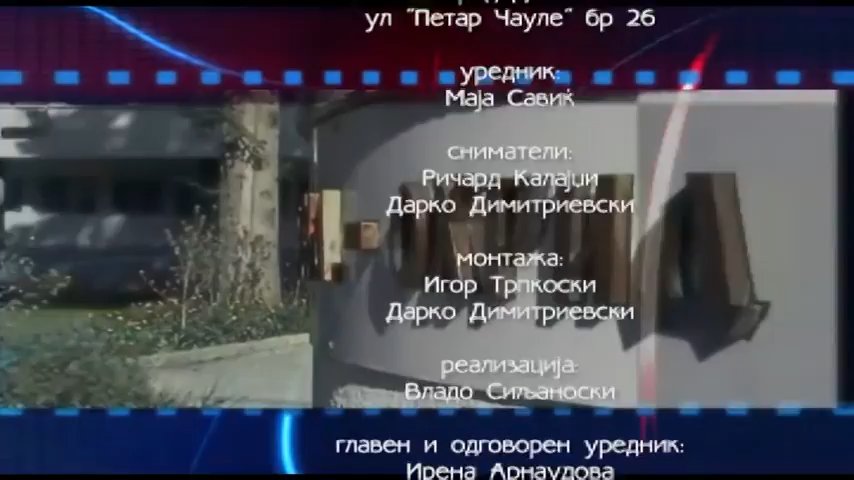 ул "Петар Чауле" бр 26
уредник:
Маја Савиќ
сниматели:
Ричард Калајџи
Дарко Димитриевски
монтажа:
Игор Трпкоски
Дарко Димитриевски
реализација:
Владо Сиљаноски
главен и одговорен уредник:
Ирена Арнаудова